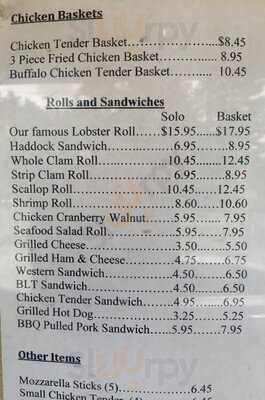 Chicken Baskets
Chicken Tender Basket……………...$8.45
3 Piece Fried Chicken Basket…….... 8.95
Buffalo Chicken Tender Basket……... 10.45
Rolls and Sandwiches
Solo Basket
Our famous Lobster Roll……$15.95......$17.95
Haddock Sandwich………….6.95……..8.95
Whole Clam Roll…………...10.45.......12.45
Strip Clam Roll…………….. 6.95……..8.95
Scallop Roll………………...10.45......12.45
Shrimp Roll………………….8.60.....10.60
Chicken Cranberry Walnut……5.95…….. 7.95
Seafood Salad Roll…………..5.95……..7.95
Grilled Cheese……………….3.50……..5.50
Grilled Ham & Cheese……….4.75……..6.75
Western Sandwich…………...4.50……..6.50
BLT Sandwich……………….4.50……..6.50
Chicken Tender Sandwich…….4 95……..6.95
Grilled Hot Dog……………...3.25……..5.25
BBQ Pulled Pork Sandwich…..5.95……..7.95
Other Items
Mozzarella Sticks (5)……………..6.45
Small Chicken Tender